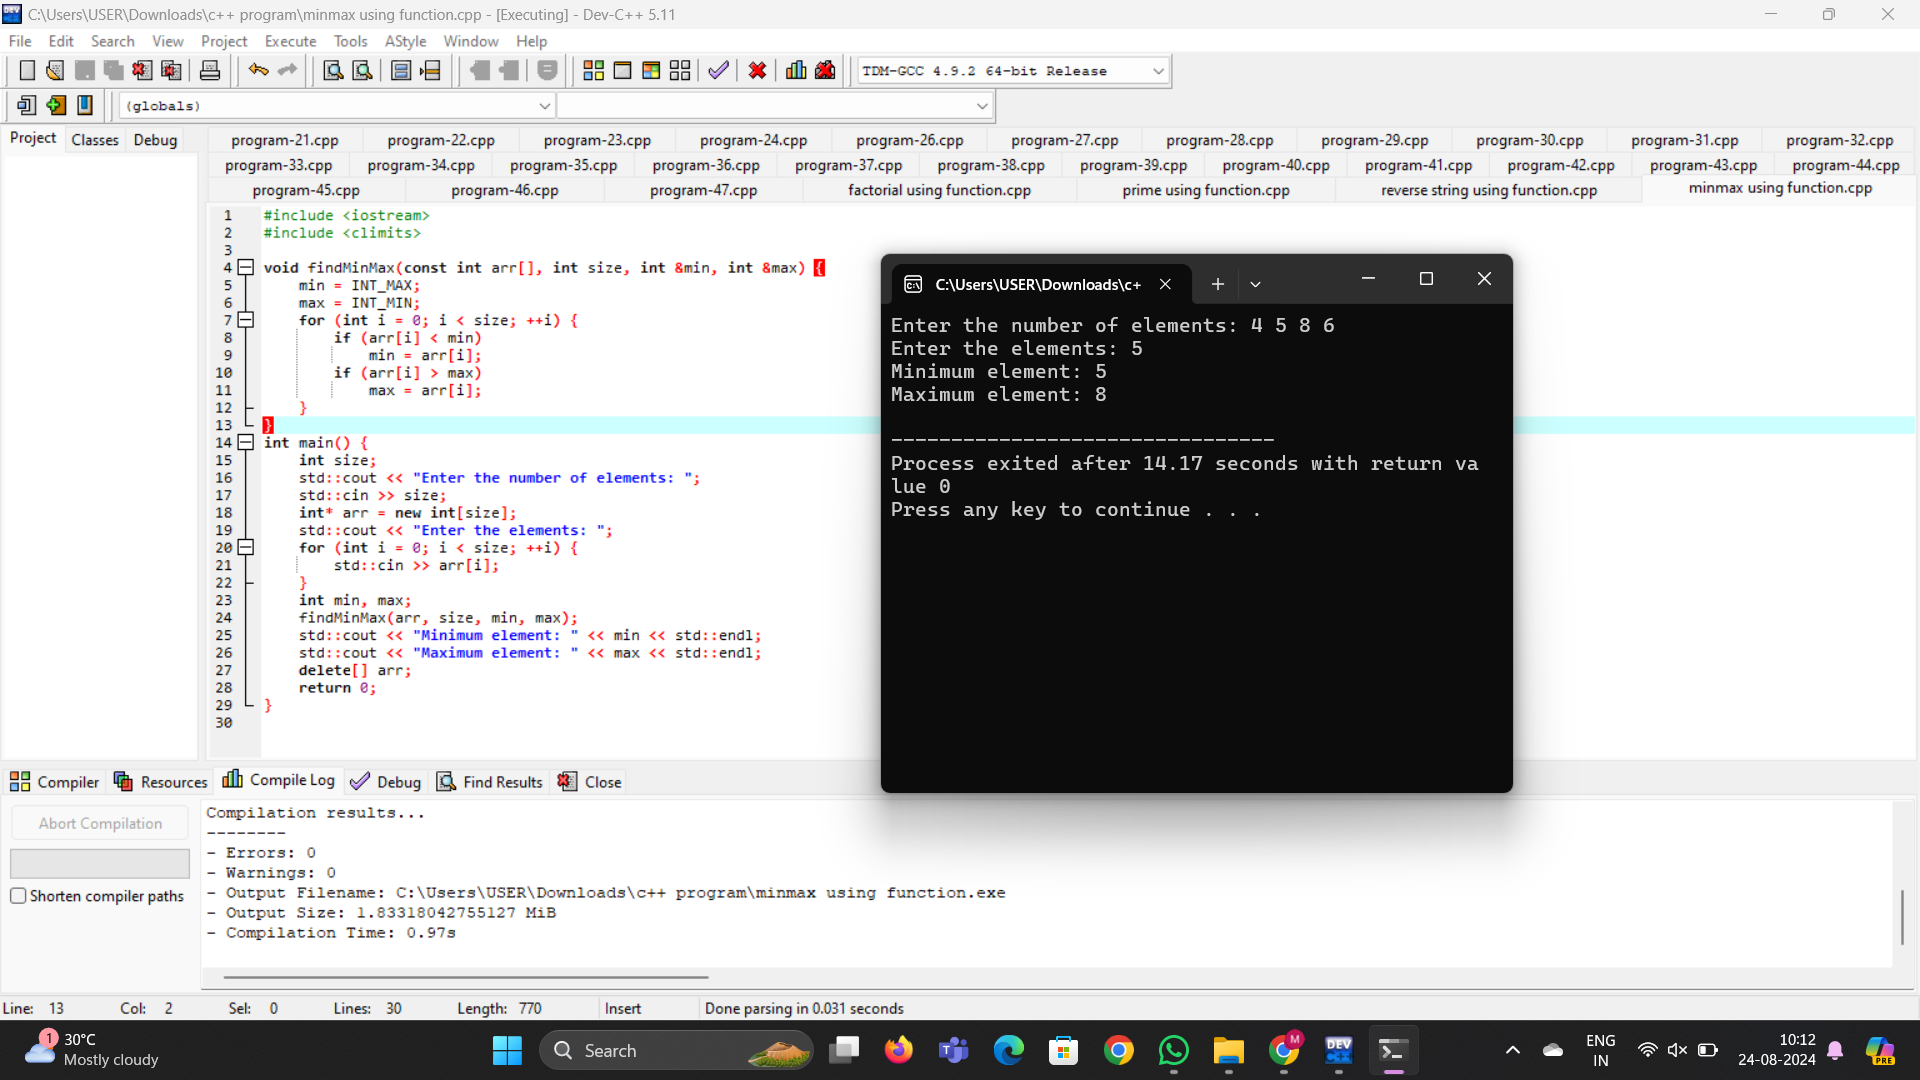 C:\Users\USER\Downloads\c++ program\minmax using function.cpp - [Executing] - Dev-C++ 5.11
File Edit Search View Project Execute Tools AStyle Window Help
TDM-GCC 4.9.2 64-bit Release
(globals)
Project Classes Debug
program-21.cpp program-22.cpp program-23.cpp program-24.cpp program-26.cpp program-27.cpp program-28.cpp program-29.cpp program-30.cpp program-31.cpp program-32.cpp
program-33.cpp program-34.cpp program-35.cpp program-36.cpp program-37.cpp program-38.cpp program-39.cpp program-40.cpp program-41.cpp program-42.cpp program-43.cpp program-44.cpp
program-45.cpp program-46.cpp program-47.cpp factorial using function.cpp prime using function.cpp reverse string using function.cpp minmax using function.cpp
1 #include <iostream>
2 #include <climits>
3
4 void findMinMax(const int arr[], int size, int &min, int &max) {
5 min = INT_MAX;
6 max = INT_MIN;
7 for (int i = 0; i < size; ++i) {
8 if (arr[i] < min)
9 min = arr[i];
10 if (arr[i] > max)
11 max = arr[i];
12 }
13 }
14 int main() {
15 int size;
16 std::cout << "Enter the number of elements: ";
17 std::cin >> size;
18 int* arr = new int[size];
19 std::cout << "Enter the elements: ";
20 for (int i = 0; i < size; ++i) {
21 std::cin >> arr[i];
22 }
23 int min, max;
24 findMinMax(arr, size, min, max);
25 std::cout << "Minimum element: " << min << std::endl;
26 std::cout << "Maximum element: " << max << std::endl;
27 delete[] arr;
28 return 0;
29 }
30
C:\Users\USER\Downloads\c+
Enter the number of elements: 4 5 8 6
Enter the elements: 5
Minimum element: 5
Maximum element: 8
--------------------------------
Process exited after 14.17 seconds with return va
lue 0
Press any key to continue . . .
Compiler Resources Compile Log Debug Find Results Close
Abort Compilation
Shorten compiler paths
Compilation results...
--------
- Errors: 0
- Warnings: 0
- Output Filename: C:\Users\USER\Downloads\c++ program\minmax using function.exe
- Output Size: 1.83318042755127 MiB
- Compilation Time: 0.97s
Line: 13 Col: 2 Sel: 0 Lines: 30 Length: 770 Insert Done parsing in 0.031 seconds
1
30°C
Mostly cloudy
Search
M
DEV
ENG
IN
10:12
24-08-2024
PRE